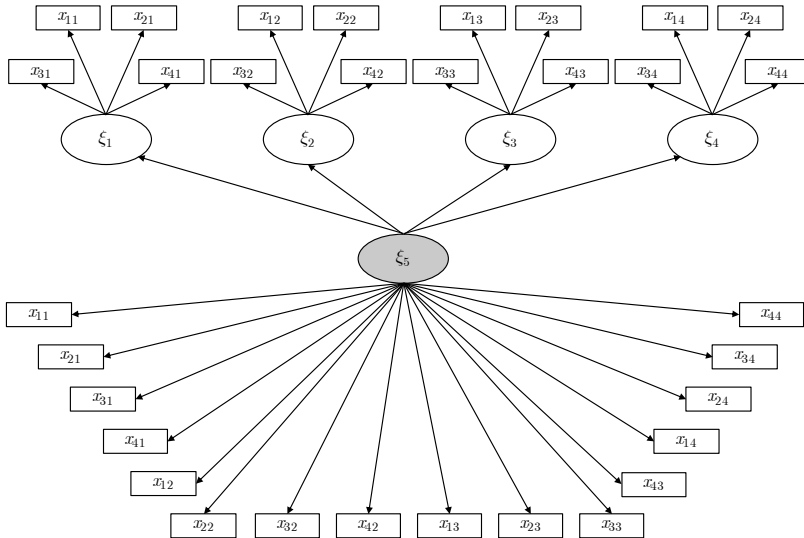 x₁₁ x₂₁ x₁₂ x₂₂ x₁₃ x₂₃ x₁₄ x₂₄
x₃₁ x₄₁ x₃₂ x₄₂ x₃₃ x₄₃ x₃₄ x₄₄
ξ₁ ξ₂ ξ₃ ξ₄
ξ₅
x₁₁ x₄₄
x₂₁ x₃₄
x₃₁ x₂₄
x₄₁ x₁₄
x₁₂ x₄₃
x₂₂ x₃₂ x₄₂ x₁₃ x₂₃ x₃₃